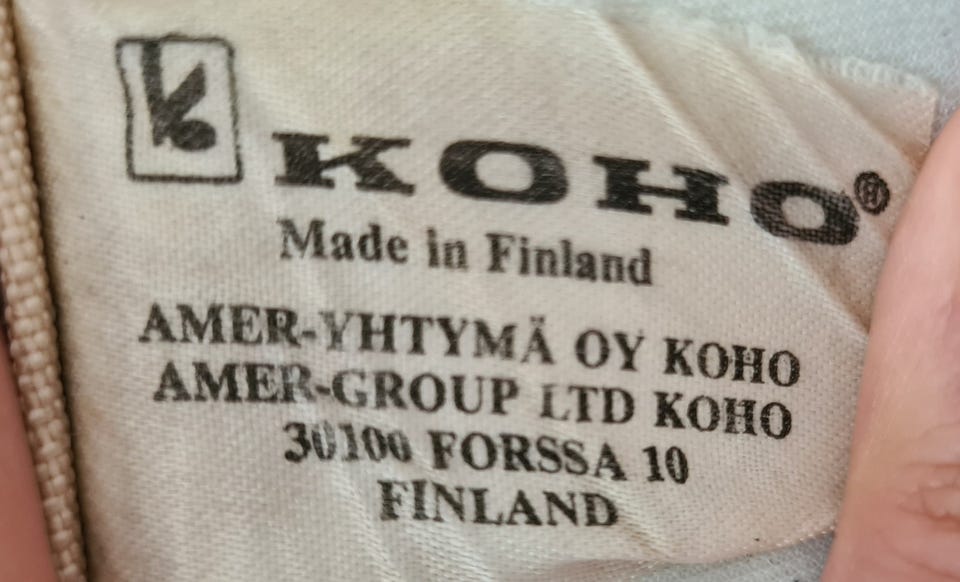 KOHO®
Made in Finland
AMER-YHTYMÄ OY KOHO
AMER-GROUP LTD KOHO
30100 FORSSA 10
FINLAND